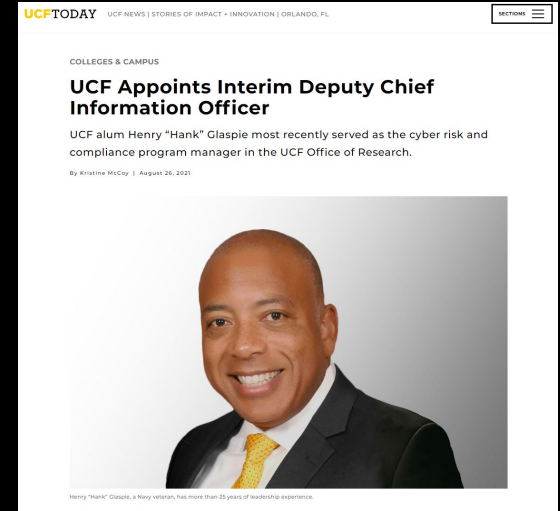 UCFTODAY UCF NEWS | STORIES OF IMPACT + INNOVATION | ORLANDO, FL SECTIONS
COLLEGES & CAMPUS
UCF Appoints Interim Deputy Chief
Information Officer
UCF alum Henry “Hank” Glaspie most recently served as the cyber risk and
compliance program manager in the UCF Office of Research.
By Kristine McCoy | August 26, 2021
Henry “Hank” Glaspie, a Navy veteran, has more than 25 years of leadership experience.